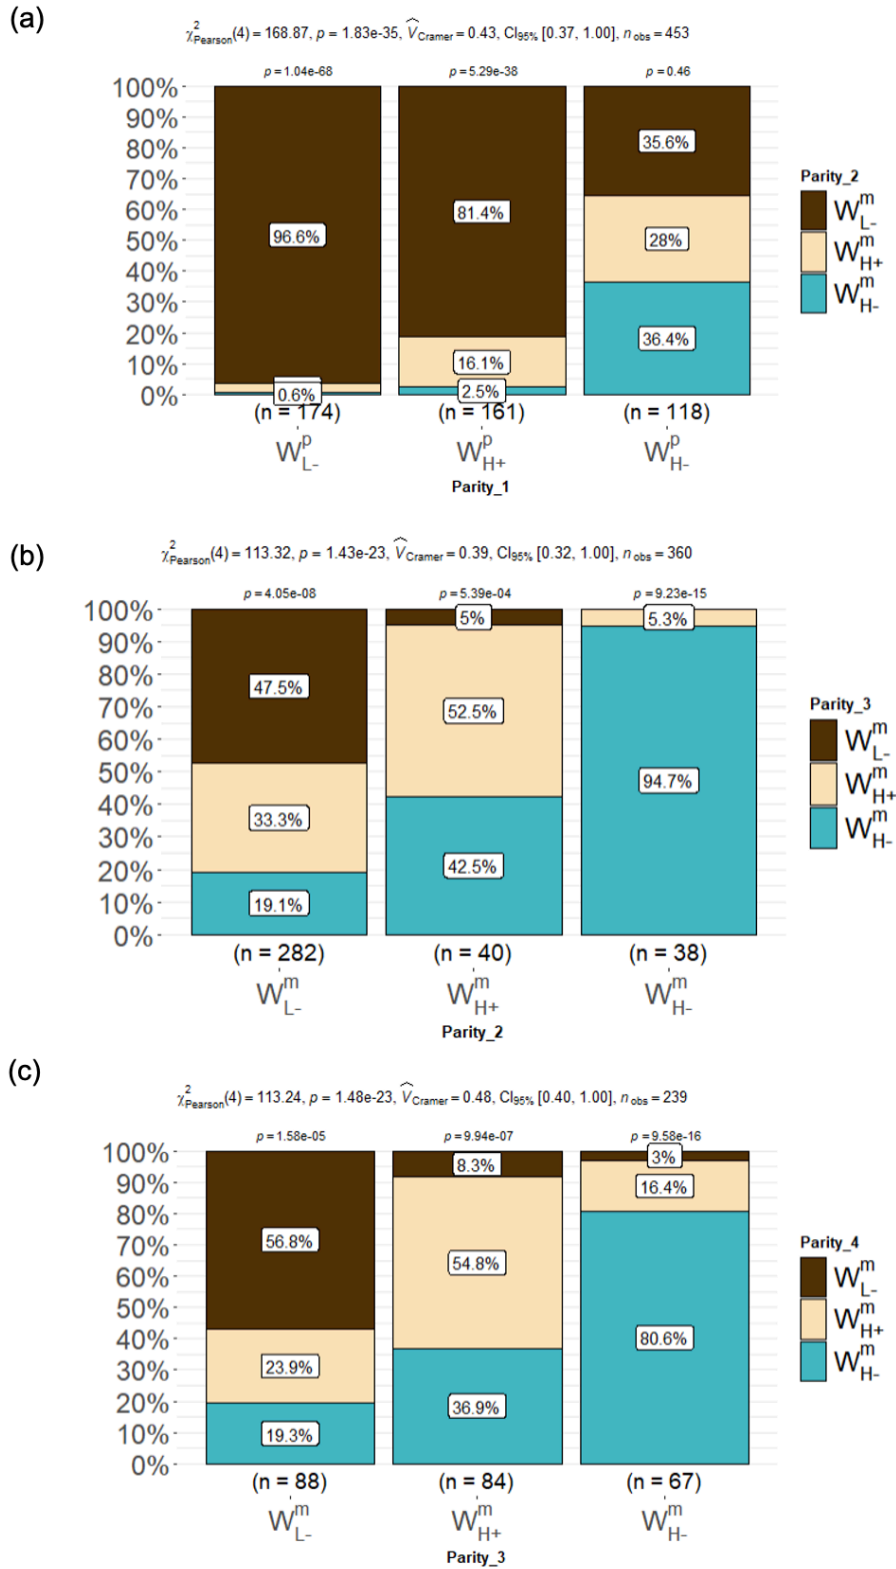 (a)
χ²Pearson(4) = 168.87, p = 1.83e-35, V̂Cramer = 0.43, CI95% [0.37, 1.00], nobs = 453
p = 1.04e-68 p = 5.29e-38 p = 0.46
100%
90%
80%
70%
60%
50%
40%
30%
20%
10%
0%
96.6%
0.6%
81.4%
16.1%
2.5%
35.6%
28%
36.4%
Parity_2
W^m_L-
W^m_H+
W^m_H-
(n = 174) (n = 161) (n = 118)
W^p_L- W^p_H+ W^p_H-
Parity_1
(b)
χ²Pearson(4) = 113.32, p = 1.43e-23, V̂Cramer = 0.39, CI95% [0.32, 1.00], nobs = 360
p = 4.05e-08 p = 5.39e-04 p = 9.23e-15
100%
90%
80%
70%
60%
50%
40%
30%
20%
10%
0%
47.5%
33.3%
19.1%
5%
52.5%
42.5%
5.3%
94.7%
Parity_3
W^m_L-
W^m_H+
W^m_H-
(n = 282) (n = 40) (n = 38)
W^m_L- W^m_H+ W^m_H-
Parity_2
(c)
χ²Pearson(4) = 113.24, p = 1.48e-23, V̂Cramer = 0.48, CI95% [0.40, 1.00], nobs = 239
p = 1.58e-05 p = 9.94e-07 p = 9.58e-16
100%
90%
80%
70%
60%
50%
40%
30%
20%
10%
0%
56.8%
23.9%
19.3%
8.3%
54.8%
36.9%
3%
16.4%
80.6%
Parity_4
W^m_L-
W^m_H+
W^m_H-
(n = 88) (n = 84) (n = 67)
W^m_L- W^m_H+ W^m_H-
Parity_3